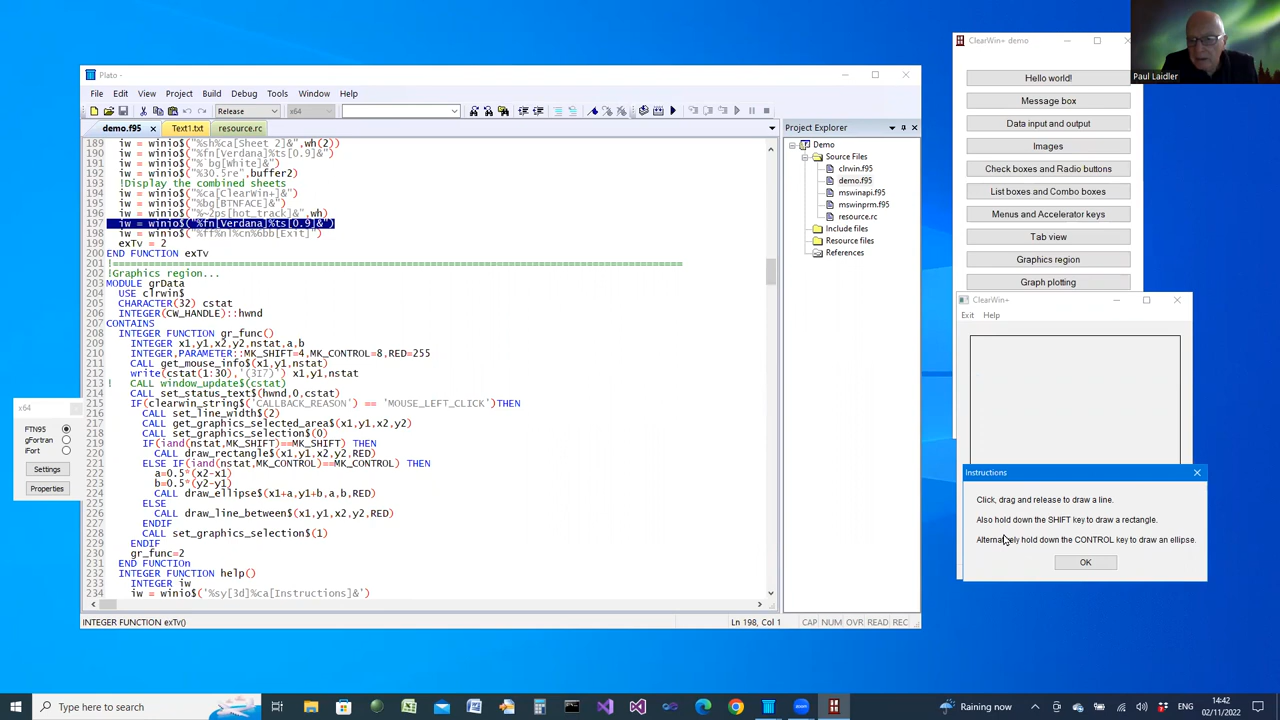 Plato -
File Edit View Project Build Debug Tools Window Help
Release x64
demo.f95 Text1.txt resource.rc
189 iw = winio$("%sh%ca[Sheet 2]&",wh(2))
190 iw = winio$("%fn[Verdana]%ts[0.9]&")
191 iw = winio$("%`bg[White]&")
192 iw = winio$("%30.5re",buffer2)
193 !Display the combined sheets
194 iw = winio$("%ca[ClearWin+]&")
195 iw = winio$("%bg[BTNFACE]&")
196 iw = winio$("%~2ps[hot_track]&",wh)
197 iw = winio$("%fn[Verdana]%ts[0.9]&")
198 iw = winio$("%ff%nl%cn%6bb[Exit]")
199 exTv = 2
200 END FUNCTION exTv
201 !====================================================================================
202 !Graphics region...
203 MODULE grData
204 USE clrwin$
205 CHARACTER(32) cstat
206 INTEGER(CW_HANDLE)::hwnd
207 CONTAINS
208 INTEGER FUNCTION gr_func()
209 INTEGER x1,y1,x2,y2,nstat,a,b
210 INTEGER,PARAMETER::MK_SHIFT=4,MK_CONTROL=8,RED=255
211 CALL get_mouse_info$(x1,y1,nstat)
212 write(cstat(1:30),'(3I7)') x1,y1,nstat
213 ! CALL window_update$(cstat)
214 CALL set_status_text$(hwnd,0,cstat)
215 IF(clearwin_string$('CALLBACK_REASON') == 'MOUSE_LEFT_CLICK')THEN
216 CALL set_line_width$(2)
217 CALL get_graphics_selected_area$(x1,y1,x2,y2)
218 CALL set_graphics_selection$(0)
219 IF(iand(nstat,MK_SHIFT)==MK_SHIFT) THEN
220 CALL draw_rectangle$(x1,y1,x2,y2,RED)
221 ELSE IF(iand(nstat,MK_CONTROL)==MK_CONTROL) THEN
222 a=0.5*(x2-x1)
223 b=0.5*(y2-y1)
224 CALL draw_ellipse$(x1+a,y1+b,a,b,RED)
225 ELSE
226 CALL draw_line_between$(x1,y1,x2,y2,RED)
227 ENDIF
228 CALL set_graphics_selection$(1)
229 ENDIF
230 gr_func=2
231 END FUNCTIOn
232 INTEGER FUNCTION help()
233 INTEGER iw
234 iw = winio$('%sy[3d]%ca[Instructions]&')
INTEGER FUNCTION exTv()
Ln 198, Col 1 CAP NUM OVR READ REC
Project Explorer
Demo
Source Files
clrwin.f95
demo.f95
mswinapi.f95
mswinprm.f95
resource.rc
Include files
Resource files
References
x64
FTN95
gFortran
iFort
Settings
Properties
ClearWin+ demo
Hello world!
Message box
Data input and output
Images
Check boxes and Radio buttons
List boxes and Combo boxes
Menus and Accelerator keys
Tab view
Graphics region
Graph plotting
ClearWin+
Exit Help
Instructions
Click, drag and release to draw a line.
Also hold down the SHIFT key to draw a rectangle.
Alternately hold down the CONTROL key to draw an ellipse.
OK
Paul Laidler
Type here to search
zoom
Raining now
ENG
14:42
02/11/2022